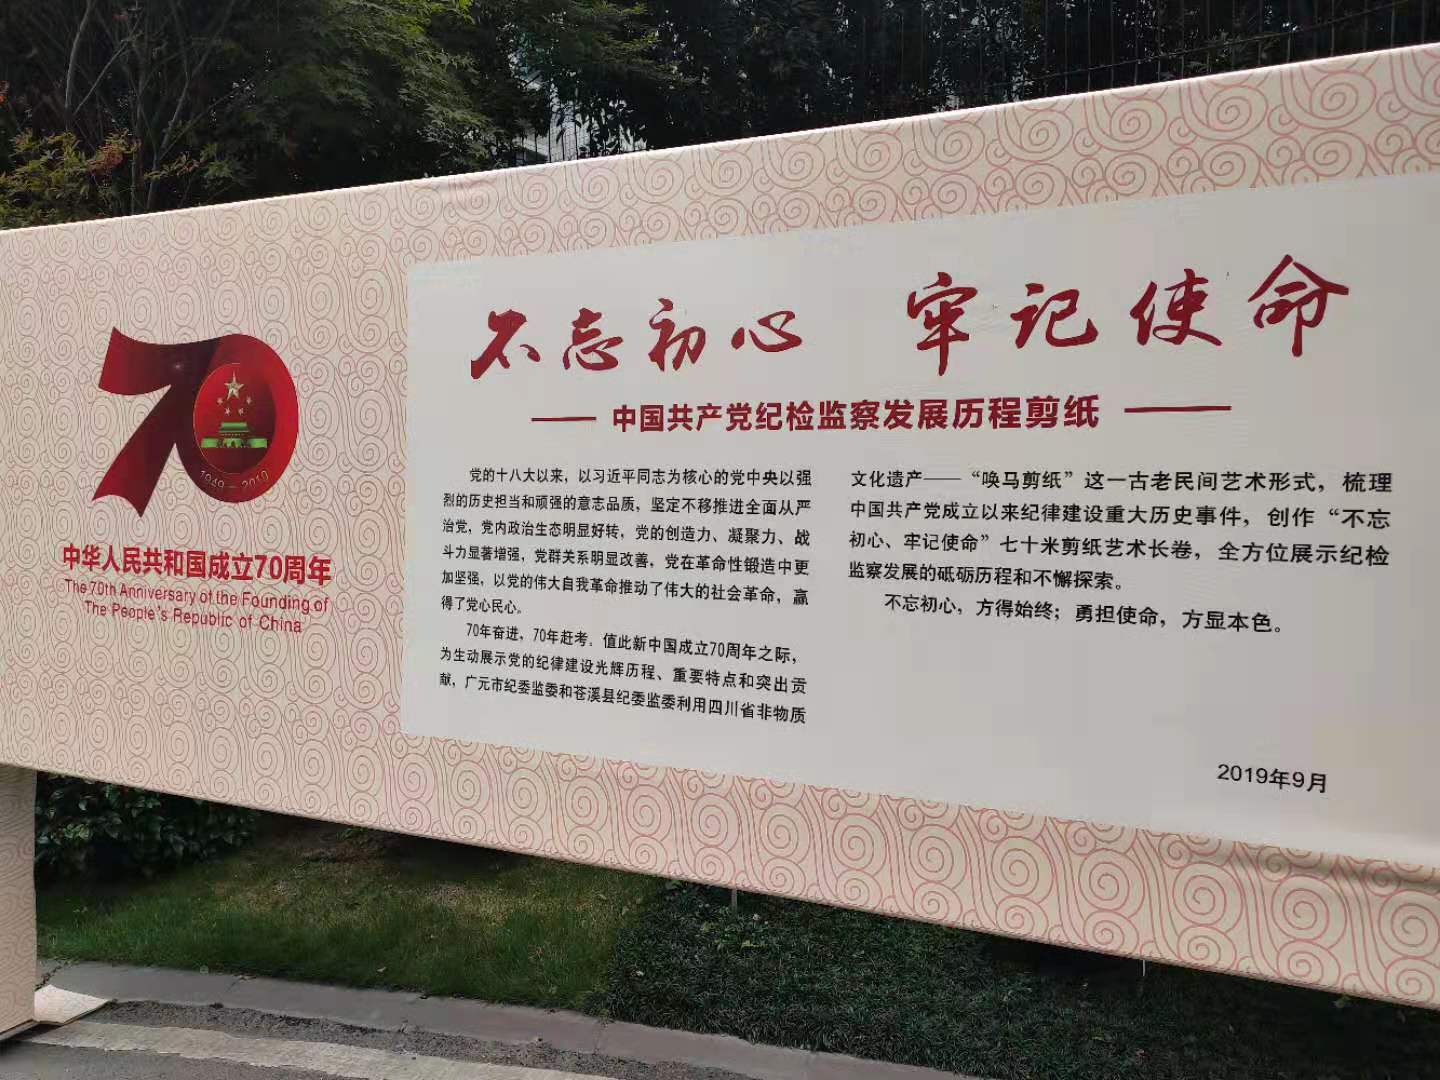 不忘初心 牢记使命
中国共产党纪检监察发展历程剪纸
1949－2019
中华人民共和国成立70周年
The 70th Anniversary of the Founding of
The People's Republic of China
党的十八大以来，以习近平同志为核心的党中央以强
烈的历史担当和顽强的意志品质，坚定不移推进全面从严
治党，党内政治生态明显好转，党的创造力、凝聚力、战
斗力显著增强，党群关系明显改善，党在革命性锻造中更
加坚强，以党的伟大自我革命推动了伟大的社会革命，赢
得了党心民心。
70年奋进，70年赶考。值此新中国成立70周年之际，
为生动展示党的纪律建设光辉历程、重要特点和突出贡
献，广元市纪委监委和苍溪县纪委监委利用四川省非物质
文化遗产——“唤马剪纸”这一古老民间艺术形式，梳理
中国共产党成立以来纪律建设重大历史事件，创作“不忘
初心、牢记使命”七十米剪纸艺术长卷，全方位展示纪检
监察发展的砥砺历程和不懈探索。
不忘初心，方得始终；勇担使命，方显本色。
2019年9月